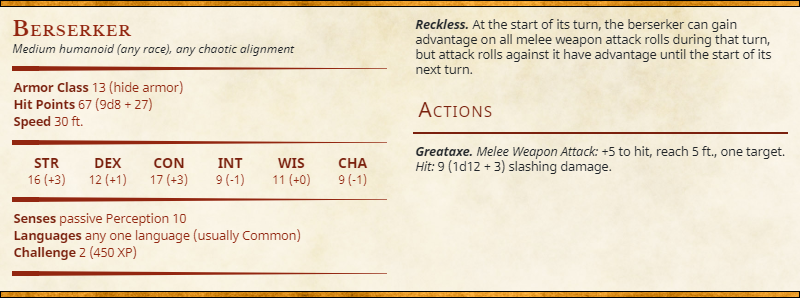 Berserker
Medium humanoid (any race), any chaotic alignment
Armor Class 13 (hide armor)
Hit Points 67 (9d8 + 27)
Speed 30 ft.
STR DEX CON INT WIS CHA
16 (+3) 12 (+1) 17 (+3) 9 (-1) 11 (+0) 9 (-1)
Senses passive Perception 10
Languages any one language (usually Common)
Challenge 2 (450 XP)
Reckless. At the start of its turn, the berserker can gain
advantage on all melee weapon attack rolls during that turn,
but attack rolls against it have advantage until the start of its
next turn.
Actions
Greataxe. Melee Weapon Attack: +5 to hit, reach 5 ft., one target.
Hit: 9 (1d12 + 3) slashing damage.